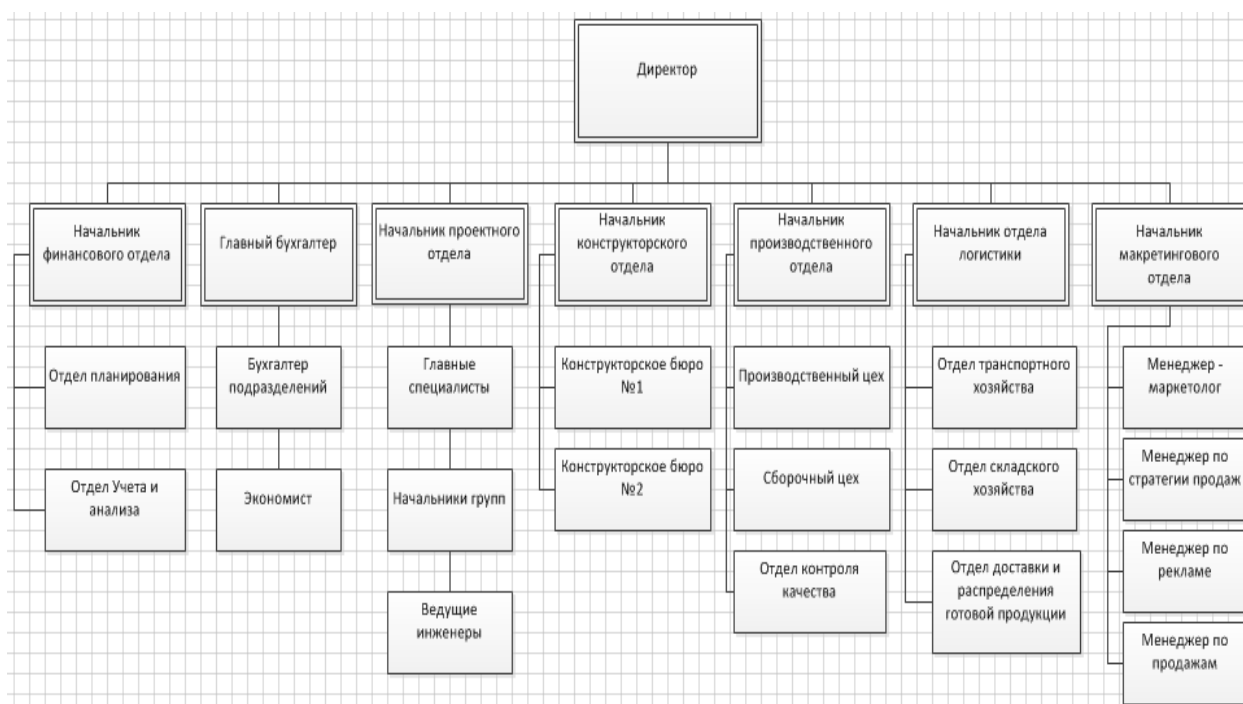 Директор
Начальник
финансового отдела
Главный бухгалтер
Начальник проектного
отдела
Начальник
конструкторского
отдела
Начальник
производственного
отдела
Начальник отдела
логистики
Начальник
макретингового
отдела
Отдел планирования
Бухгалтер
подразделений
Главные
специалисты
Конструкторское бюро
№1
Производственный цех
Отдел транспортного
хозяйства
Менеджер -
маркетолог
Отдел Учета и
анализа
Экономист
Начальники групп
Конструкторское бюро
№2
Сборочный цех
Отдел складского
хозяйства
Менеджер по
стратегии продаж
Ведущие
инженеры
Отдел контроля
качества
Отдел доставки и
распределения
готовой продукции
Менеджер по
рекламе
Менеджер по
продажам